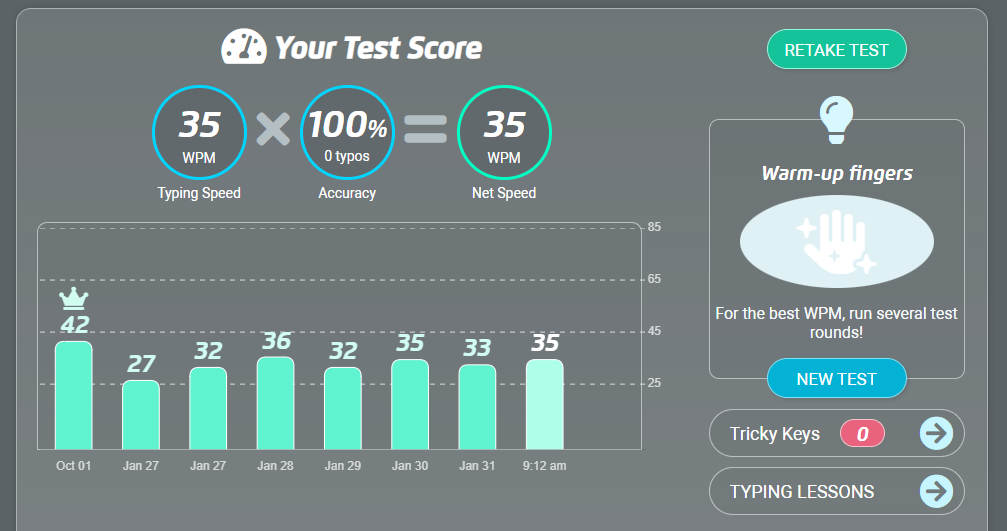 Your Test Score
35
WPM
Typing Speed
100%
0 typos
Accuracy
35
WPM
Net Speed
85
65
45
25
42
27
32
36
32
35
33
35
Oct 01
Jan 27
Jan 27
Jan 28
Jan 29
Jan 30
Jan 31
9:12 am
RETAKE TEST
Warm-up fingers
For the best WPM, run several test
rounds!
NEW TEST
Tricky Keys 0
TYPING LESSONS